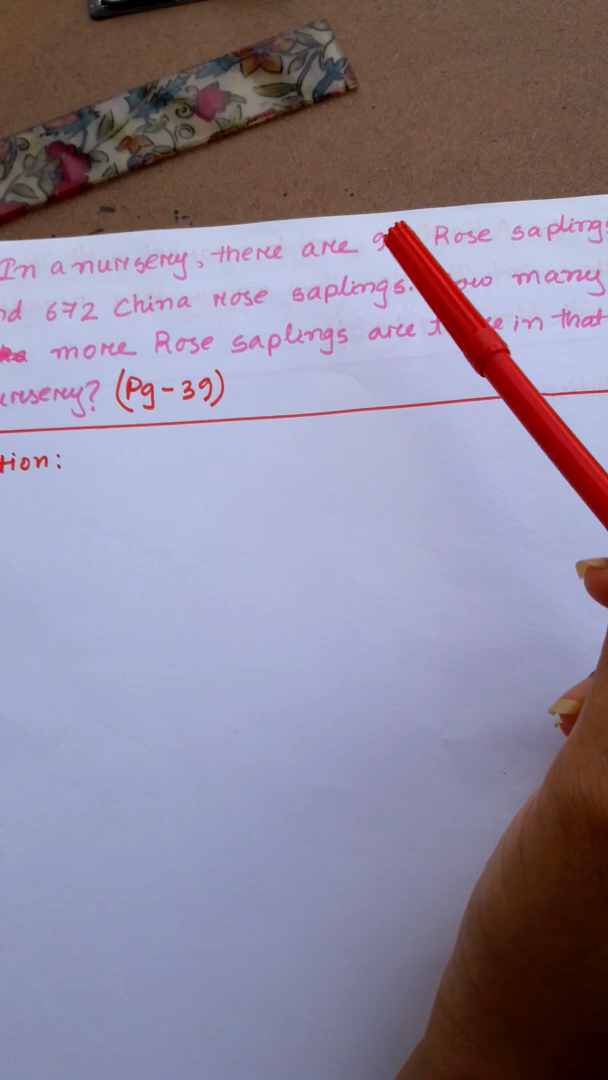 In a nursery, there are Rose saplings
nd 672 China rose saplings. many
more Rose saplings are in that
ursery? (Pg-39)
tion: